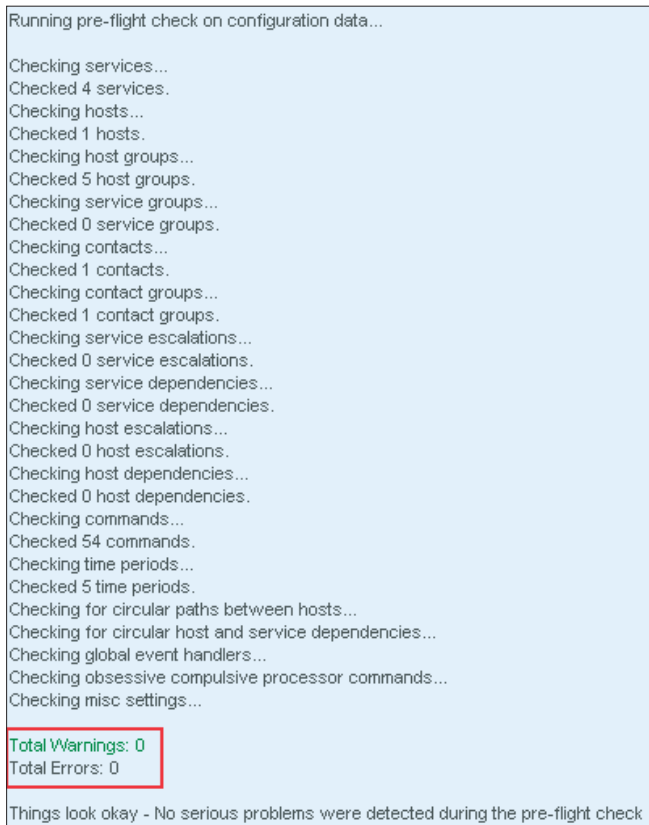 Running pre-flight check on configuration data...
Checking services...
Checked 4 services.
Checking hosts...
Checked 1 hosts.
Checking host groups...
Checked 5 host groups.
Checking service groups...
Checked 0 service groups.
Checking contacts...
Checked 1 contacts.
Checking contact groups...
Checked 1 contact groups.
Checking service escalations...
Checked 0 service escalations.
Checking service dependencies...
Checked 0 service dependencies.
Checking host escalations...
Checked 0 host escalations.
Checking host dependencies...
Checked 0 host dependencies.
Checking commands...
Checked 54 commands.
Checking time periods...
Checked 5 time periods.
Checking for circular paths between hosts...
Checking for circular host and service dependencies...
Checking global event handlers...
Checking obsessive compulsive processor commands...
Checking misc settings...
Total Warnings: 0
Total Errors: 0
Things look okay - No serious problems were detected during the pre-flight check